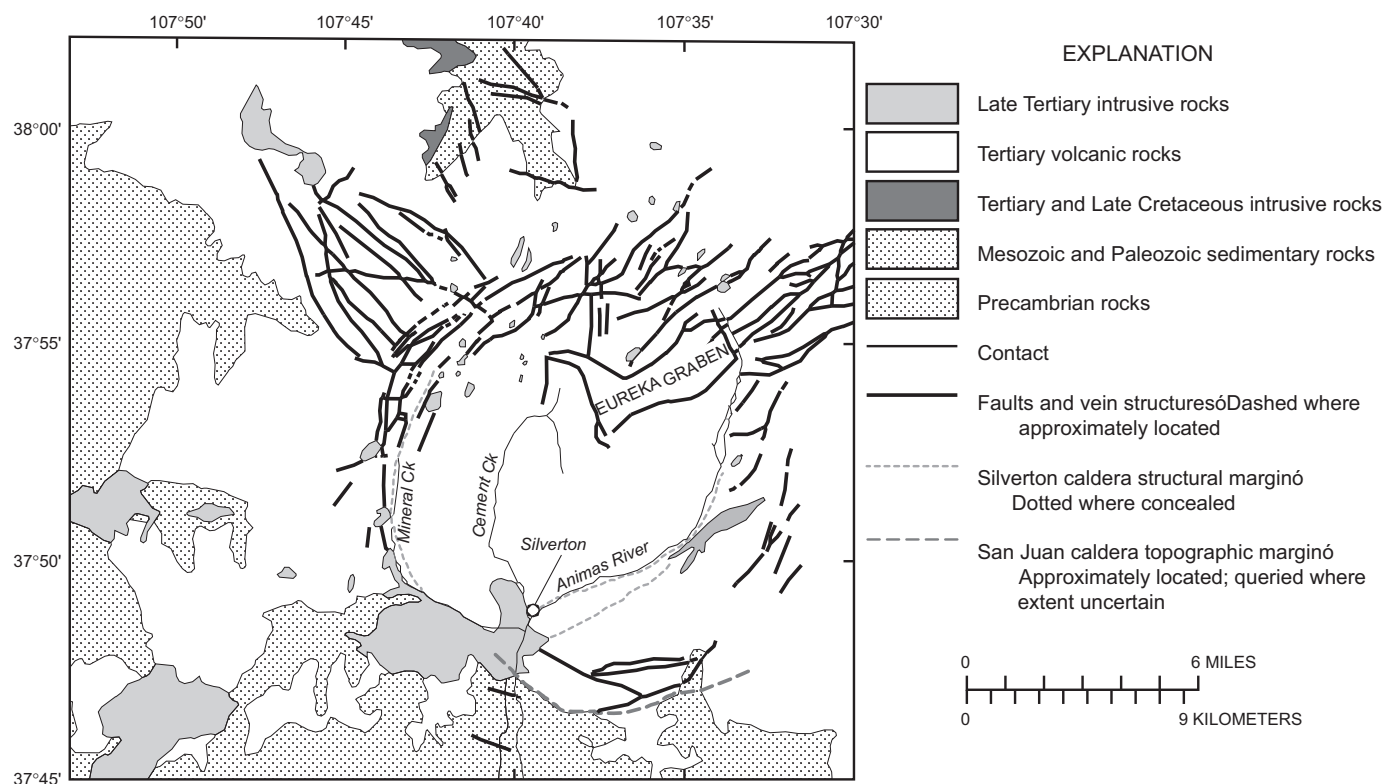 107°50' 107°45' 107°40' 107°35' 107°30'
38°00'
37°55'
37°50'
37°45'
EUREKA GRABEN
Mineral Ck
Cement Ck
Silverton
Animas River
EXPLANATION
Late Tertiary intrusive rocks
Tertiary volcanic rocks
Tertiary and Late Cretaceous intrusive rocks
Mesozoic and Paleozoic sedimentary rocks
Precambrian rocks
Contact
Faults and vein structuresóDashed where
approximately located
Silverton caldera structural marginó
Dotted where concealed
San Juan caldera topographic marginó
Approximately located; queried where
extent uncertain
0 6 MILES
0 9 KILOMETERS